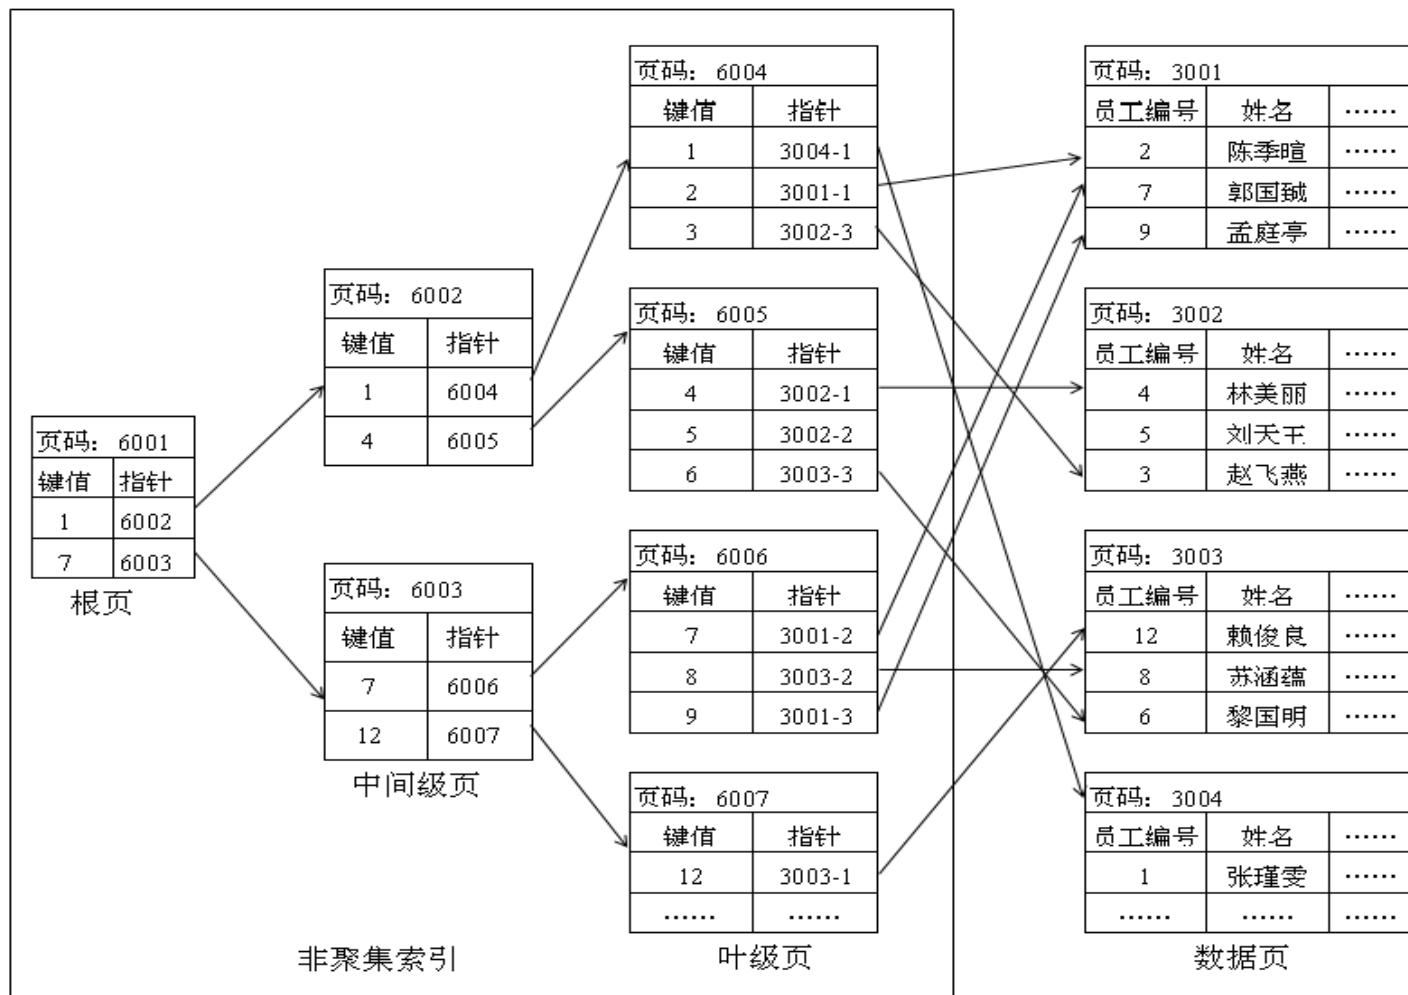 页码：6001
键值 指针
1 6002
7 6003
根页
页码：6002
键值 指针
1 6004
4 6005
页码：6003
键值 指针
7 6006
12 6007
中间级页
页码：6004
键值 指针
1 3004-1
2 3001-1
3 3002-3
页码：6005
键值 指针
4 3002-1
5 3002-2
6 3003-3
页码：6006
键值 指针
7 3001-2
8 3003-2
9 3001-3
页码：6007
键值 指针
12 3003-1
…… ……
叶级页
非聚集索引
页码：3001
员工编号 姓名 ……
2 陈季暄 ……
7 郭国臹 ……
9 孟庭亭 ……
页码：3002
员工编号 姓名 ……
4 林美丽 ……
5 刘天王 ……
3 赵飞燕 ……
页码：3003
员工编号 姓名 ……
12 赖俊良 ……
8 苏涵蕴 ……
6 黎国明 ……
页码：3004
员工编号 姓名 ……
1 张瑾雯 ……
…… …… ……
数据页